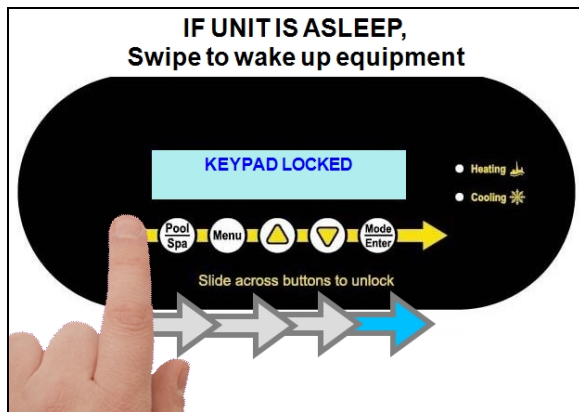 IF UNIT IS ASLEEP,
Swipe to wake up equipment
KEYPAD LOCKED
Heating
Cooling
Pool
Spa
Menu
Mode
Enter
Slide across buttons to unlock